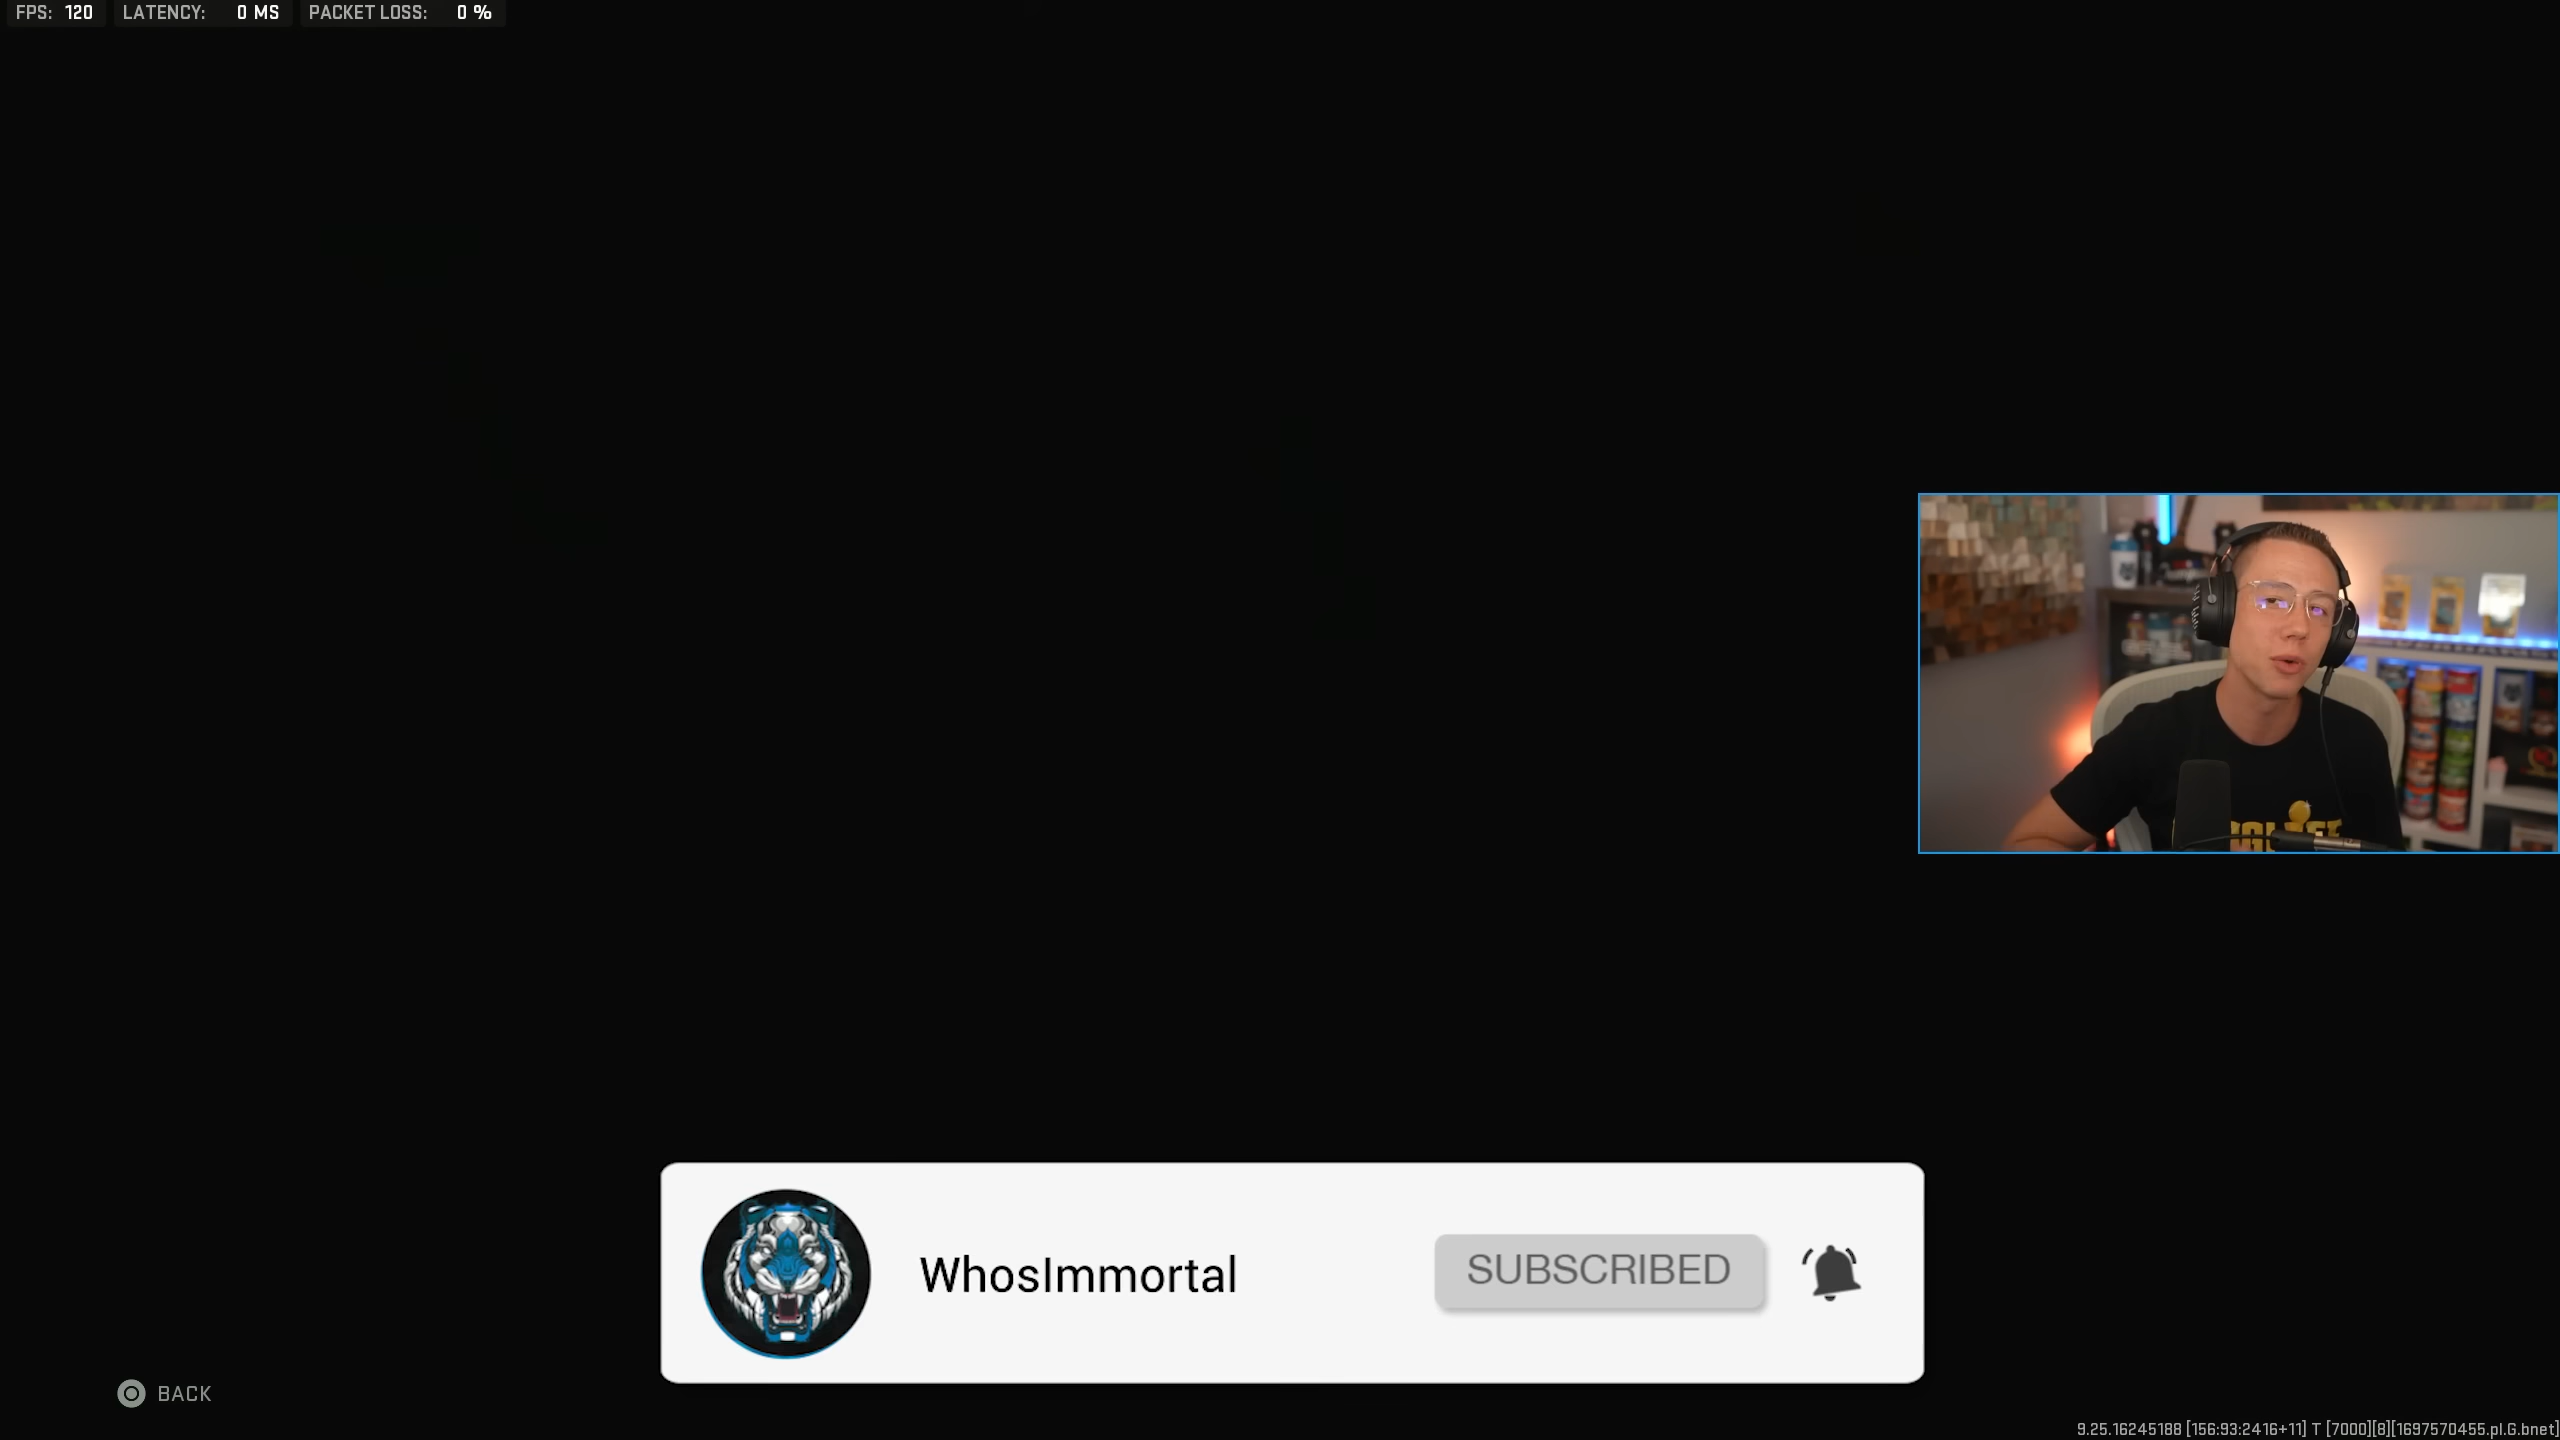 FPS: 120 LATENCY: 0 MS PACKET LOSS: 0 %
WhosImmortal
SUBSCRIBED
BACK
9.25.16245188 [156:93:2416+11] T [7000][8][1697570455.pl.G.bnet]